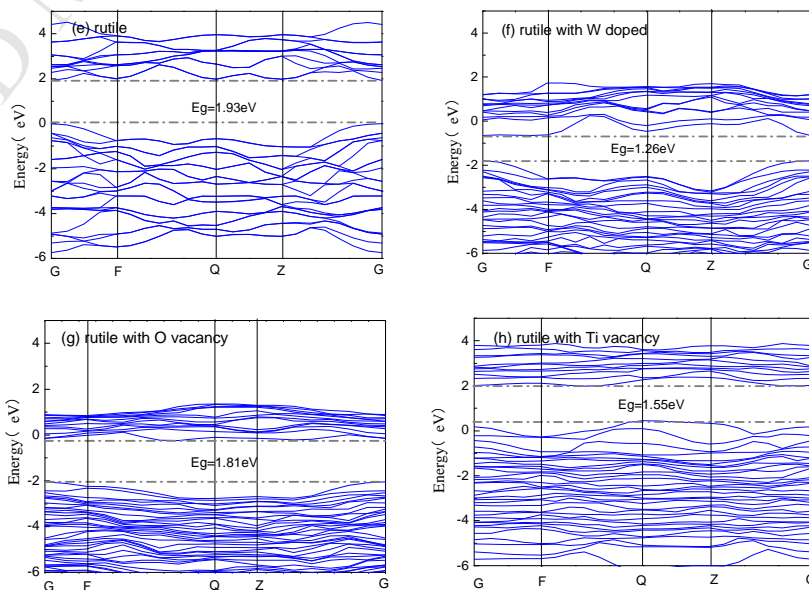 (e) rutile
4
2
0
-2
-4
-6
Energy( eV)
Eg=1.93eV
G F Q Z G
(f) rutile with W doped
4
2
0
-2
-4
-6
Energy( eV)
Eg=1.26eV
G F Q Z G
(g) rutile with O vacancy
4
2
0
-2
-4
-6
Energy( eV)
Eg=1.81eV
G F Q Z G
(h) rutile with Ti vacancy
4
2
0
-2
-4
-6
Energy( eV)
Eg=1.55eV
G F Q Z G